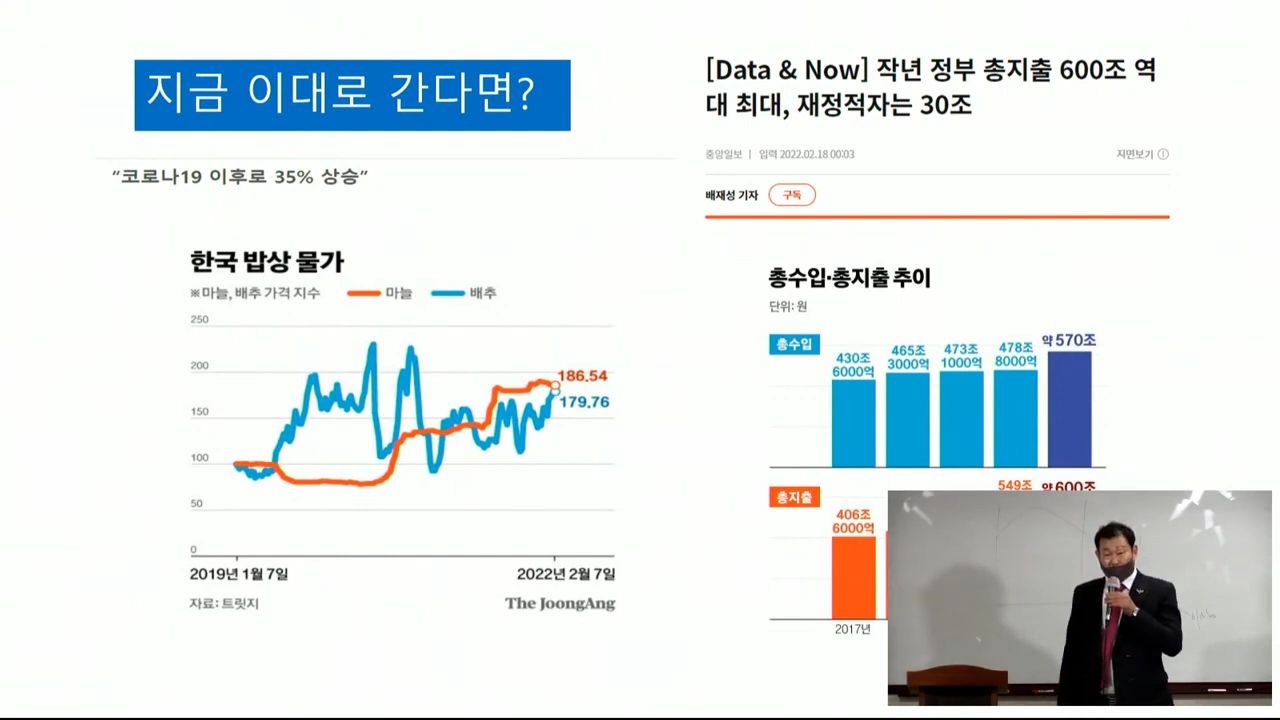 지금 이대로 간다면?
“코로나19 이후로 35% 상승”
한국 밥상 물가
※마늘, 배추 가격 지수 마늘 배추
250
200
150
100
50
0
186.54
179.76
2019년 1월 7일 2022년 2월 7일
자료: 트릿지 The JoongAng
[Data & Now] 작년 정부 총지출 600조 역
대 최대, 재정적자는 30조
중앙일보 | 입력 2022.02.18 00:03 지면보기
배재성 기자 구독
총수입·총지출 추이
단위: 원
총수입
430조
6000억
465조
3000억
473조
1000억
478조
8000억
약 570조
총지출
406조
6000억
549조
약 600조
2017년